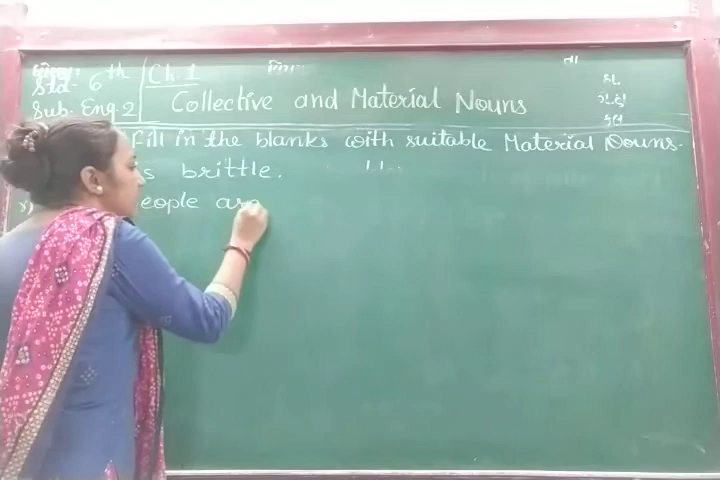 Std- 6th Ch.1
Sub- Eng.2 Collective and Material Nouns
Fill in the blanks with suitable Material Nouns.
s brittle.
eople are